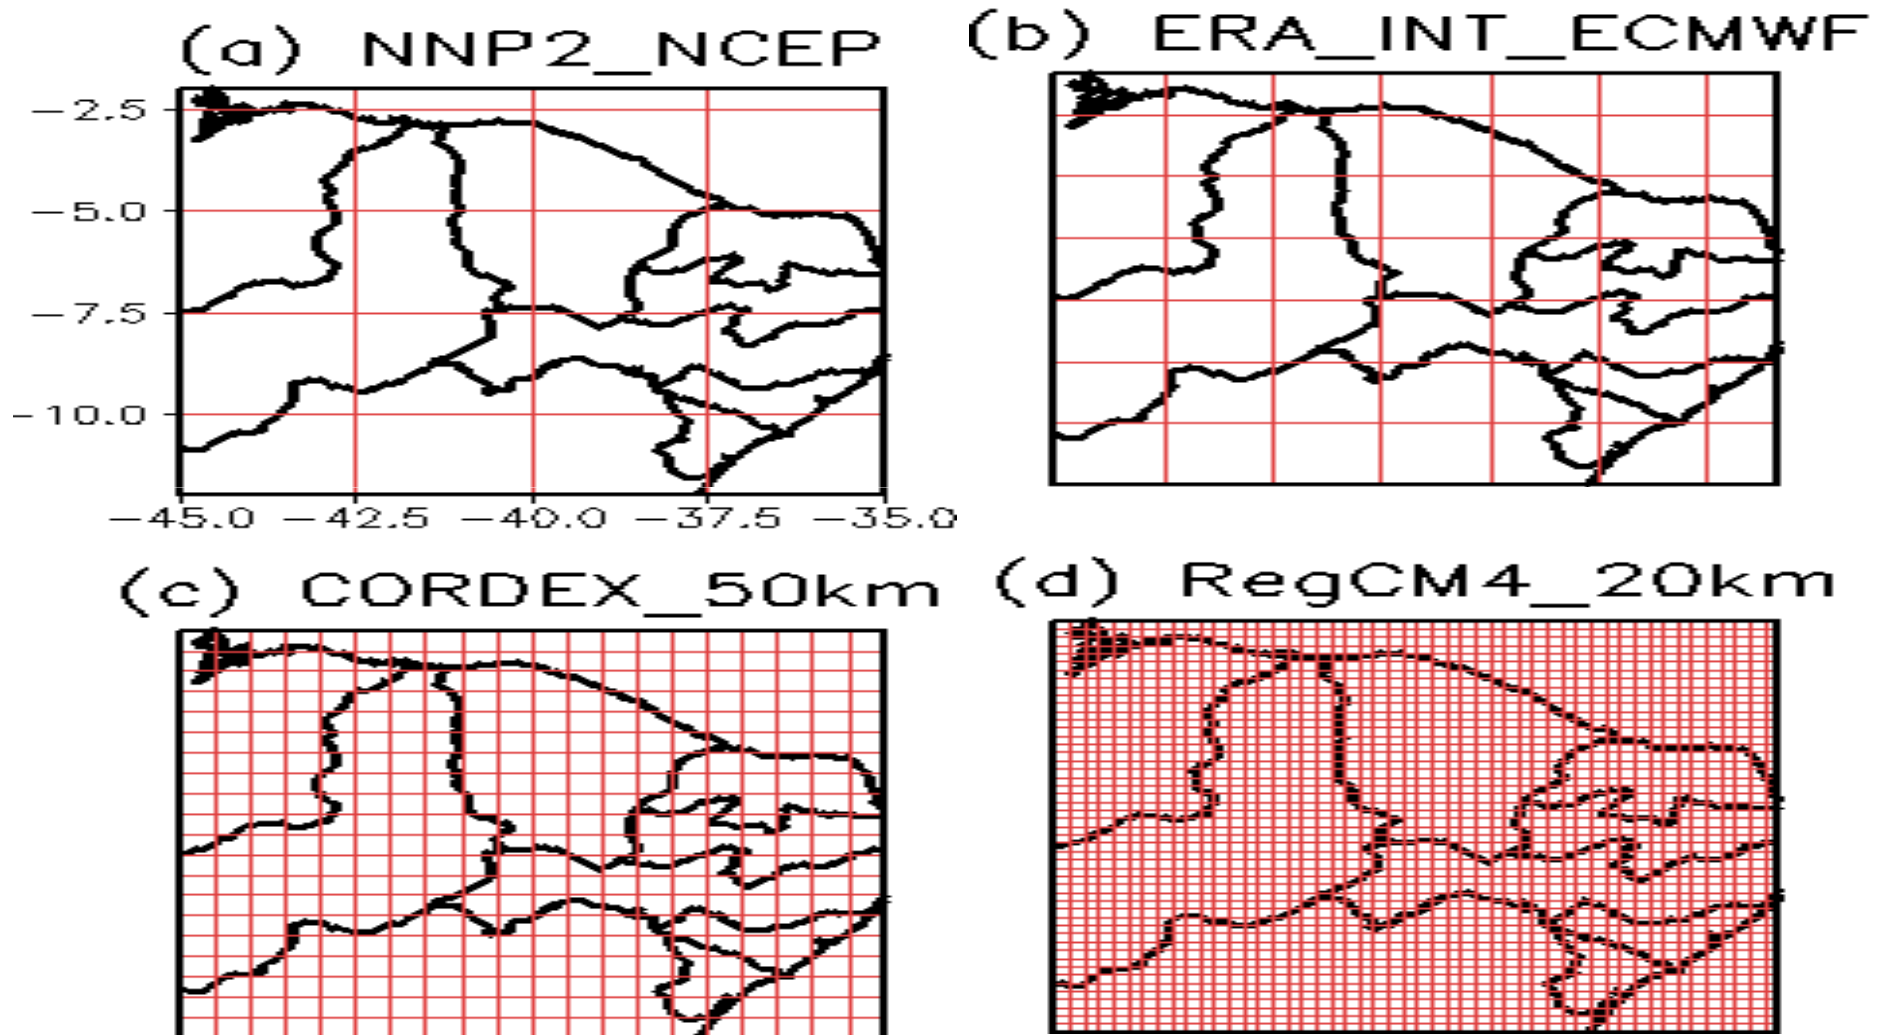 (a) NNP2_NCEP
(b) ERA_INT_ECMWF
−2.5
−5.0
−7.5
-10.0
−45.0 −42.5 −40.0 −37.5 −35.0
(c) CORDEX_50km
(d) RegCM4_20km